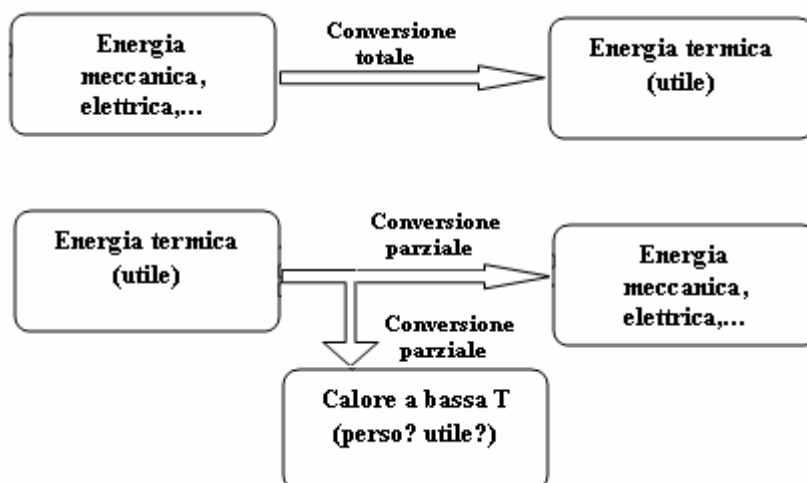 Energia
meccanica,
elettrica,...
Conversione
totale
Energia termica
(utile)
Energia termica
(utile)
Conversione
parziale
Energia
meccanica,
elettrica,...
Conversione
parziale
Calore a bassa T
(perso? utile?)